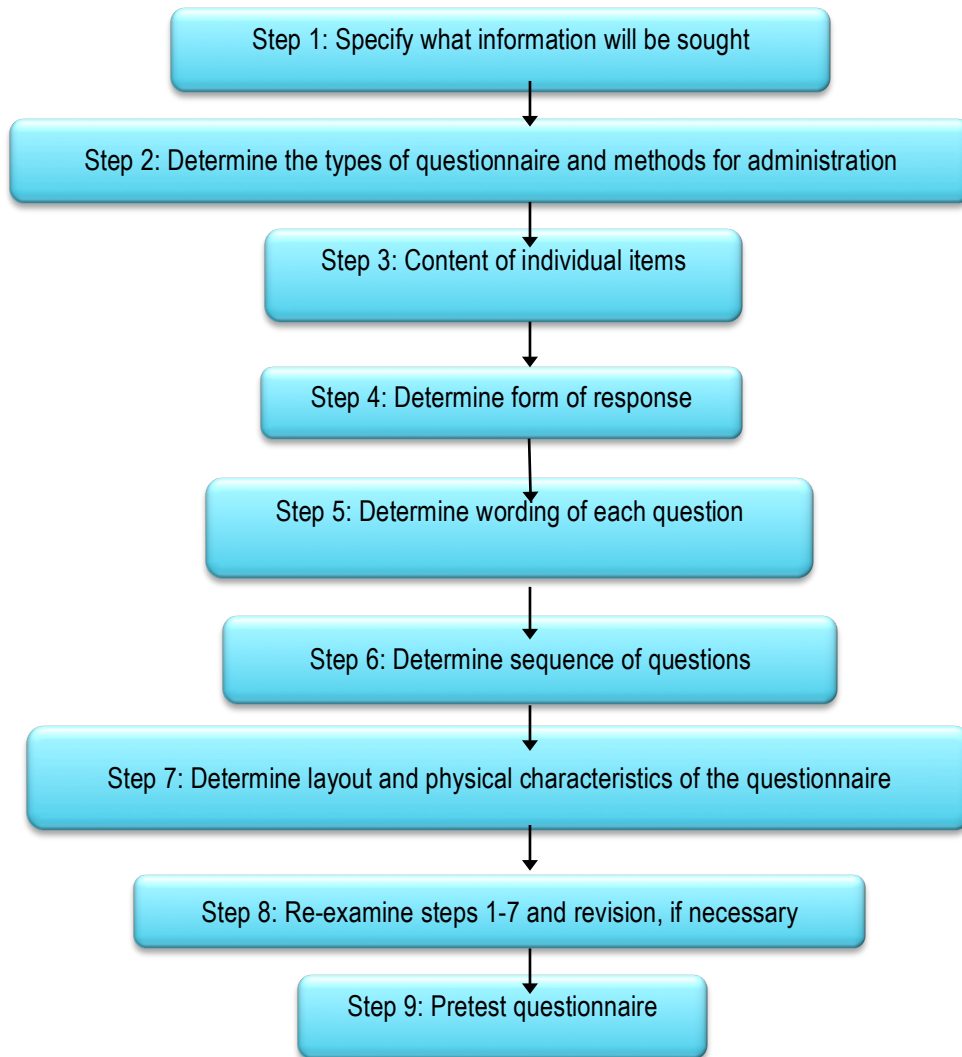 Step 1: Specify what information will be sought
Step 2: Determine the types of questionnaire and methods for administration
Step 3: Content of individual items
Step 4: Determine form of response
Step 5: Determine wording of each question
Step 6: Determine sequence of questions
Step 7: Determine layout and physical characteristics of the questionnaire
Step 8: Re-examine steps 1-7 and revision, if necessary
Step 9: Pretest questionnaire